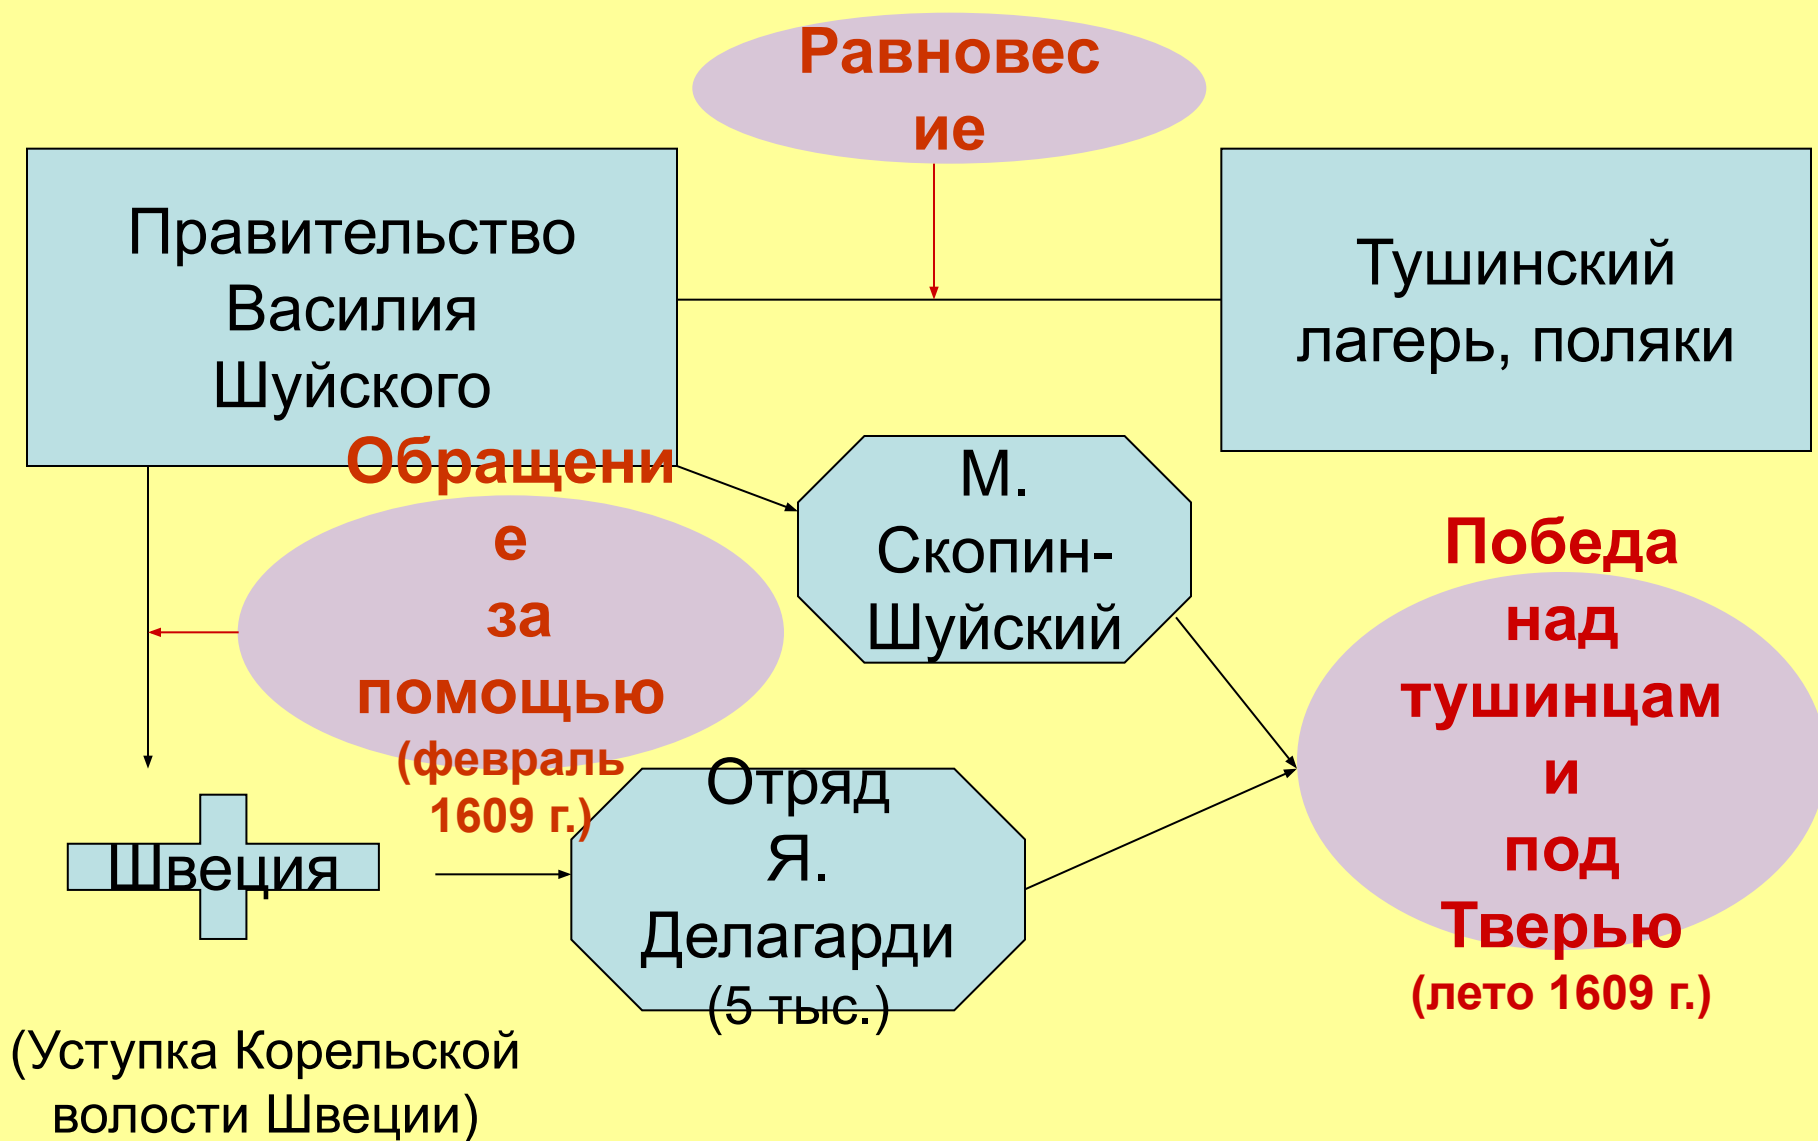 Равновес
ие
Правительство
Василия
Шуйского
Тушинский
лагерь, поляки
Обращени
е
за
помощью
(февраль
1609 г.)
М.
Скопин-
Шуйский
Победа
над
тушинцам
и
под
Тверью
(лето 1609 г.)
Швеция
Отряд
Я.
Делагарди
(5 тыс.)
(Уступка Корельской
волости Швеции)